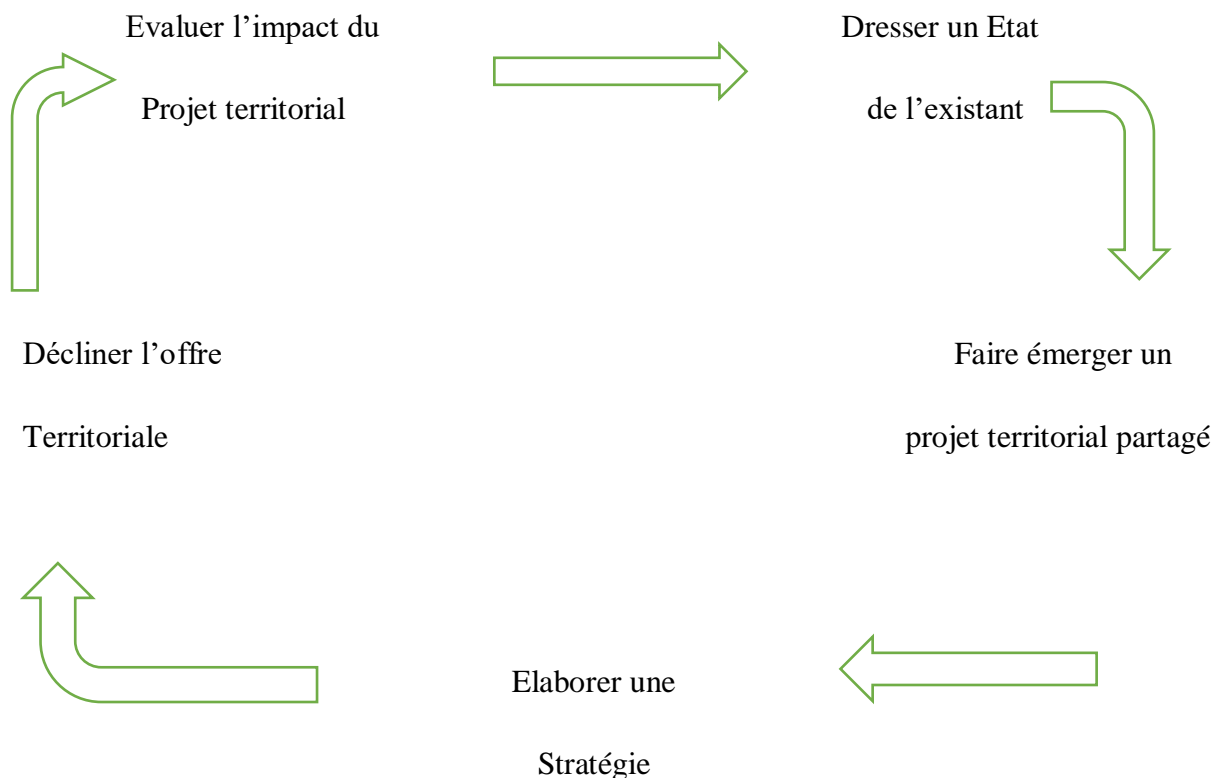 Evaluer l’impact du
Projet territorial
Dresser un Etat
de l’existant
Faire émerger un
projet territorial partagé
Elaborer une
Stratégie
Décliner l’offre
Territoriale